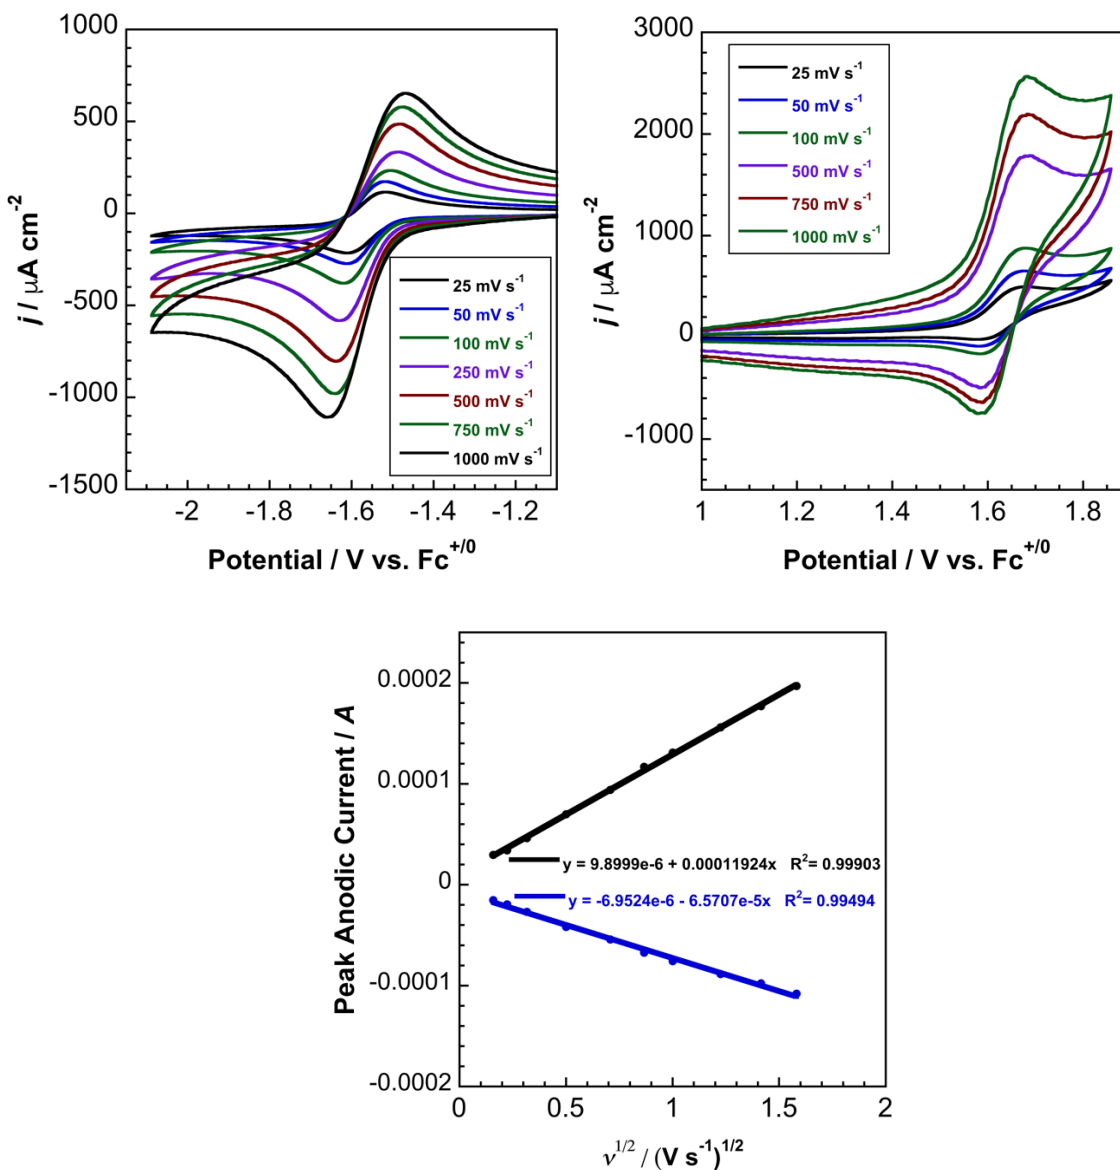 1000
500
0
-500
-1000
-1500
j / μA cm⁻²
25 mV s⁻¹
50 mV s⁻¹
100 mV s⁻¹
250 mV s⁻¹
500 mV s⁻¹
750 mV s⁻¹
1000 mV s⁻¹
-2 -1.8 -1.6 -1.4 -1.2
Potential / V vs. Fc⁺/⁰
3000
2000
1000
0
-1000
j / μA cm⁻²
25 mV s⁻¹
50 mV s⁻¹
100 mV s⁻¹
500 mV s⁻¹
750 mV s⁻¹
1000 mV s⁻¹
1 1.2 1.4 1.6 1.8
Potential / V vs. Fc⁺/⁰
0.0002
0.0001
0
-0.0001
-0.0002
Peak Anodic Current / A
y = 9.8999e-6 + 0.00011924x R²= 0.99903
y = -6.9524e-6 - 6.5707e-5x R²= 0.99494
0 0.5 1 1.5 2
ν¹/² / (V s⁻¹)¹/²